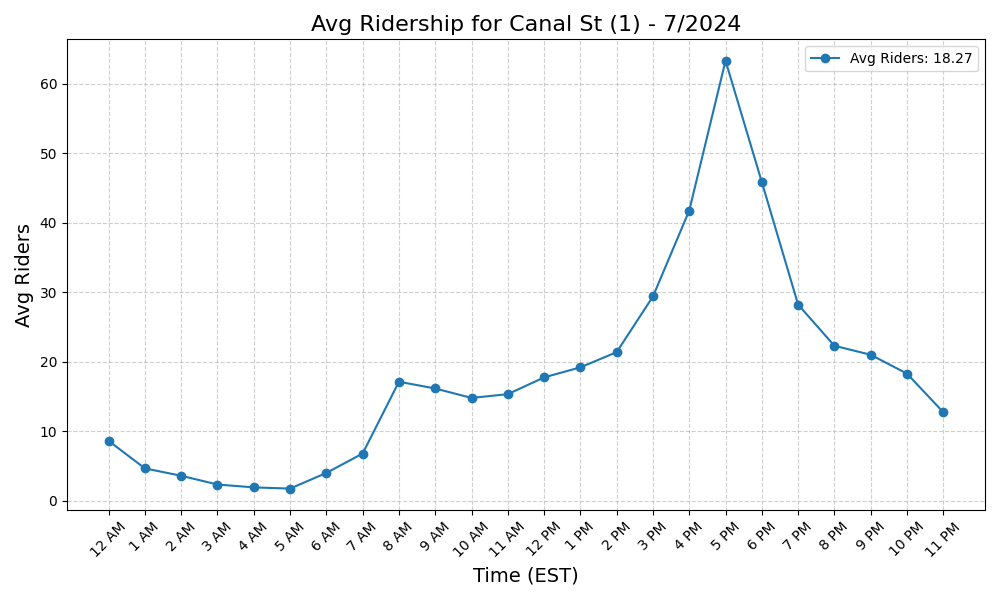 Avg Ridership for Canal St (1) - 7/2024
Avg Riders: 18.27
Avg Riders
60
50
40
30
20
10
0
12 AM
1 AM
2 AM
3 AM
4 AM
5 AM
6 AM
7 AM
8 AM
9 AM
10 AM
11 AM
12 PM
1 PM
2 PM
3 PM
4 PM
5 PM
6 PM
7 PM
8 PM
9 PM
10 PM
11 PM
Time (EST)